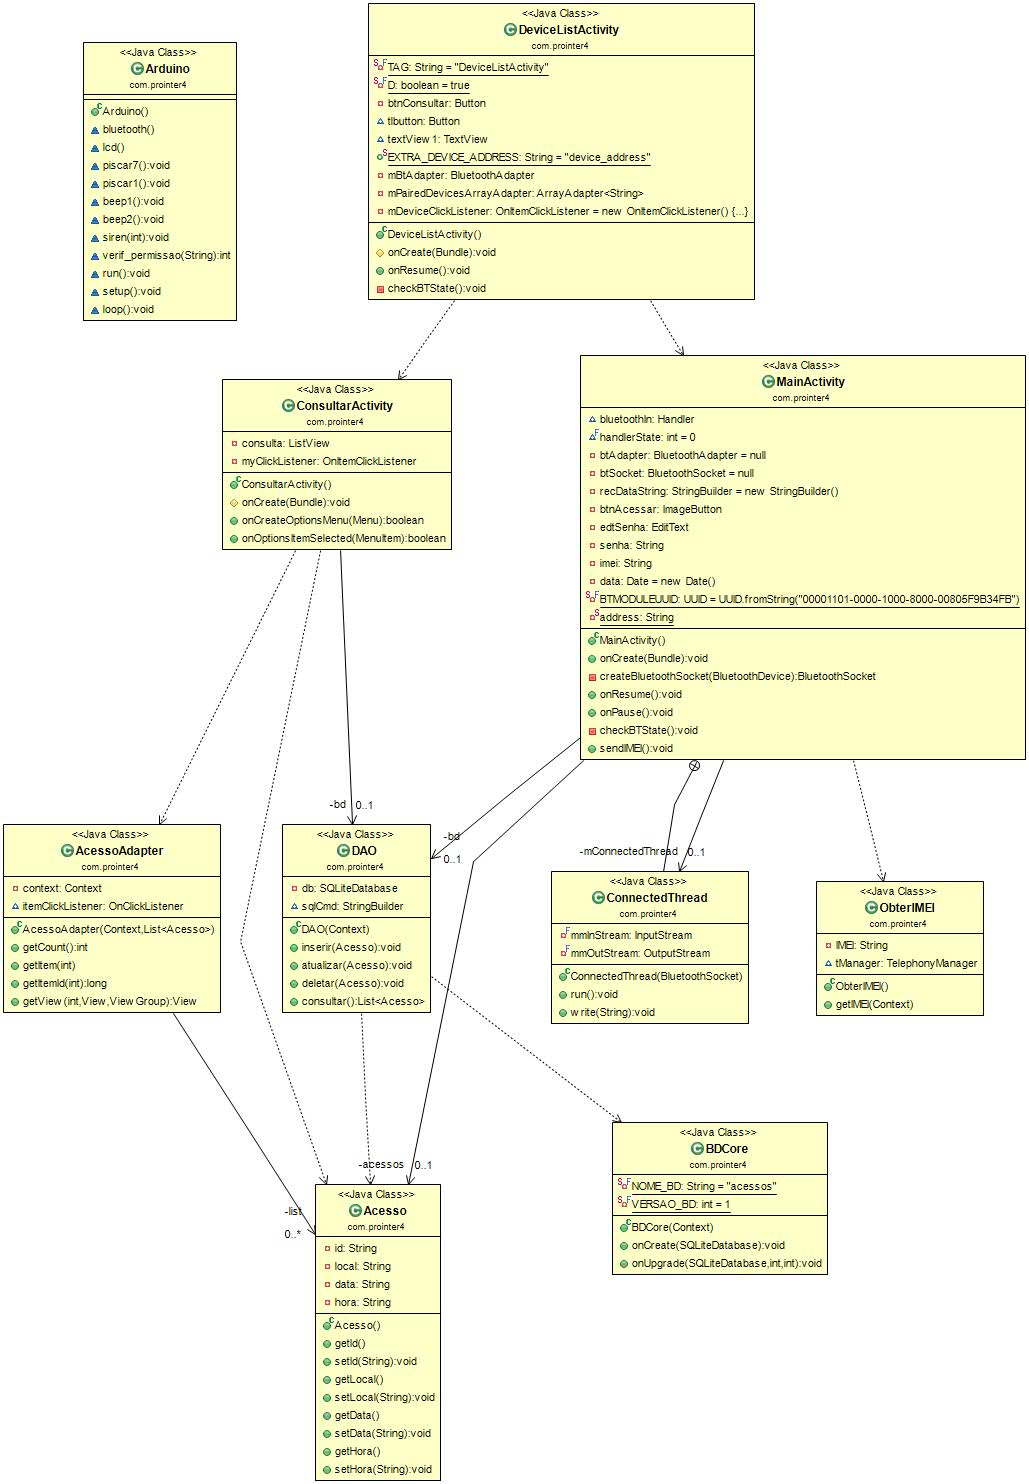 <<Java Class>>
DeviceListActivity
com.prointer4
TAG: String = "DeviceListActivity"
D: boolean = true
btnConsultar: Button
tlbutton: Button
textView1: TextView
EXTRA_DEVICE_ADDRESS: String = "device_address"
mBtAdapter: BluetoothAdapter
mPairedDevicesArrayAdapter: ArrayAdapter<String>
mDeviceClickListener: OnItemClickListener = new OnItemClickListener() {...}
DeviceListActivity()
onCreate(Bundle):void
onResume():void
checkBTState():void
<<Java Class>>
Arduino
com.prointer4
Arduino()
bluetooth()
lcd()
piscar7():void
piscar1():void
beep1():void
beep2():void
siren(int):void
verif_permissao(String):int
run():void
setup():void
loop():void
<<Java Class>>
ConsultarActivity
com.prointer4
consulta: ListView
myClickListener: OnItemClickListener
ConsultarActivity()
onCreate(Bundle):void
onCreateOptionsMenu(Menu):boolean
onOptionsItemSelected(MenuItem):boolean
<<Java Class>>
MainActivity
com.prointer4
bluetoothIn: Handler
handlerState: int = 0
btAdapter: BluetoothAdapter = null
btSocket: BluetoothSocket = null
recDataString: StringBuilder = new StringBuilder()
btnAcessar: ImageButton
edtSenha: EditText
senha: String
imei: String
data: Date = new Date()
BTMODULEUUID: UUID = UUID.fromString("00001101-0000-1000-8000-00805F9B34FB")
address: String
MainActivity()
onCreate(Bundle):void
createBluetoothSocket(BluetoothDevice):BluetoothSocket
onResume():void
onPause():void
checkBTState():void
sendIMEI():void
-bd 0..1
-bd
0..1
-mConnectedThread 0..1
<<Java Class>>
AcessoAdapter
com.prointer4
context: Context
itemClickListener: OnClickListener
AcessoAdapter(Context,List<Acesso>)
getCount():int
getItem(int)
getItemId(int):long
getView(int,View,ViewGroup):View
<<Java Class>>
DAO
com.prointer4
db: SQLiteDatabase
sqlCmd: StringBuilder
DAO(Context)
inserir(Acesso):void
atualizar(Acesso):void
deletar(Acesso):void
consultar():List<Acesso>
<<Java Class>>
ConnectedThread
com.prointer4
mmInStream: InputStream
mmOutStream: OutputStream
ConnectedThread(BluetoothSocket)
run():void
write(String):void
<<Java Class>>
ObterIMEI
com.prointer4
IMEI: String
tManager: TelephonyManager
ObterIMEI()
getIMEI(Context)
<<Java Class>>
BDCore
com.prointer4
NOME_BD: String = "acessos"
VERSAO_BD: int = 1
BDCore(Context)
onCreate(SQLiteDatabase):void
onUpgrade(SQLiteDatabase,int,int):void
-acessos 0..1
-list
0..*
<<Java Class>>
Acesso
com.prointer4
id: String
local: String
data: String
hora: String
Acesso()
getId()
setId(String):void
getLocal()
setLocal(String):void
getData()
setData(String):void
getHora()
setHora(String):void